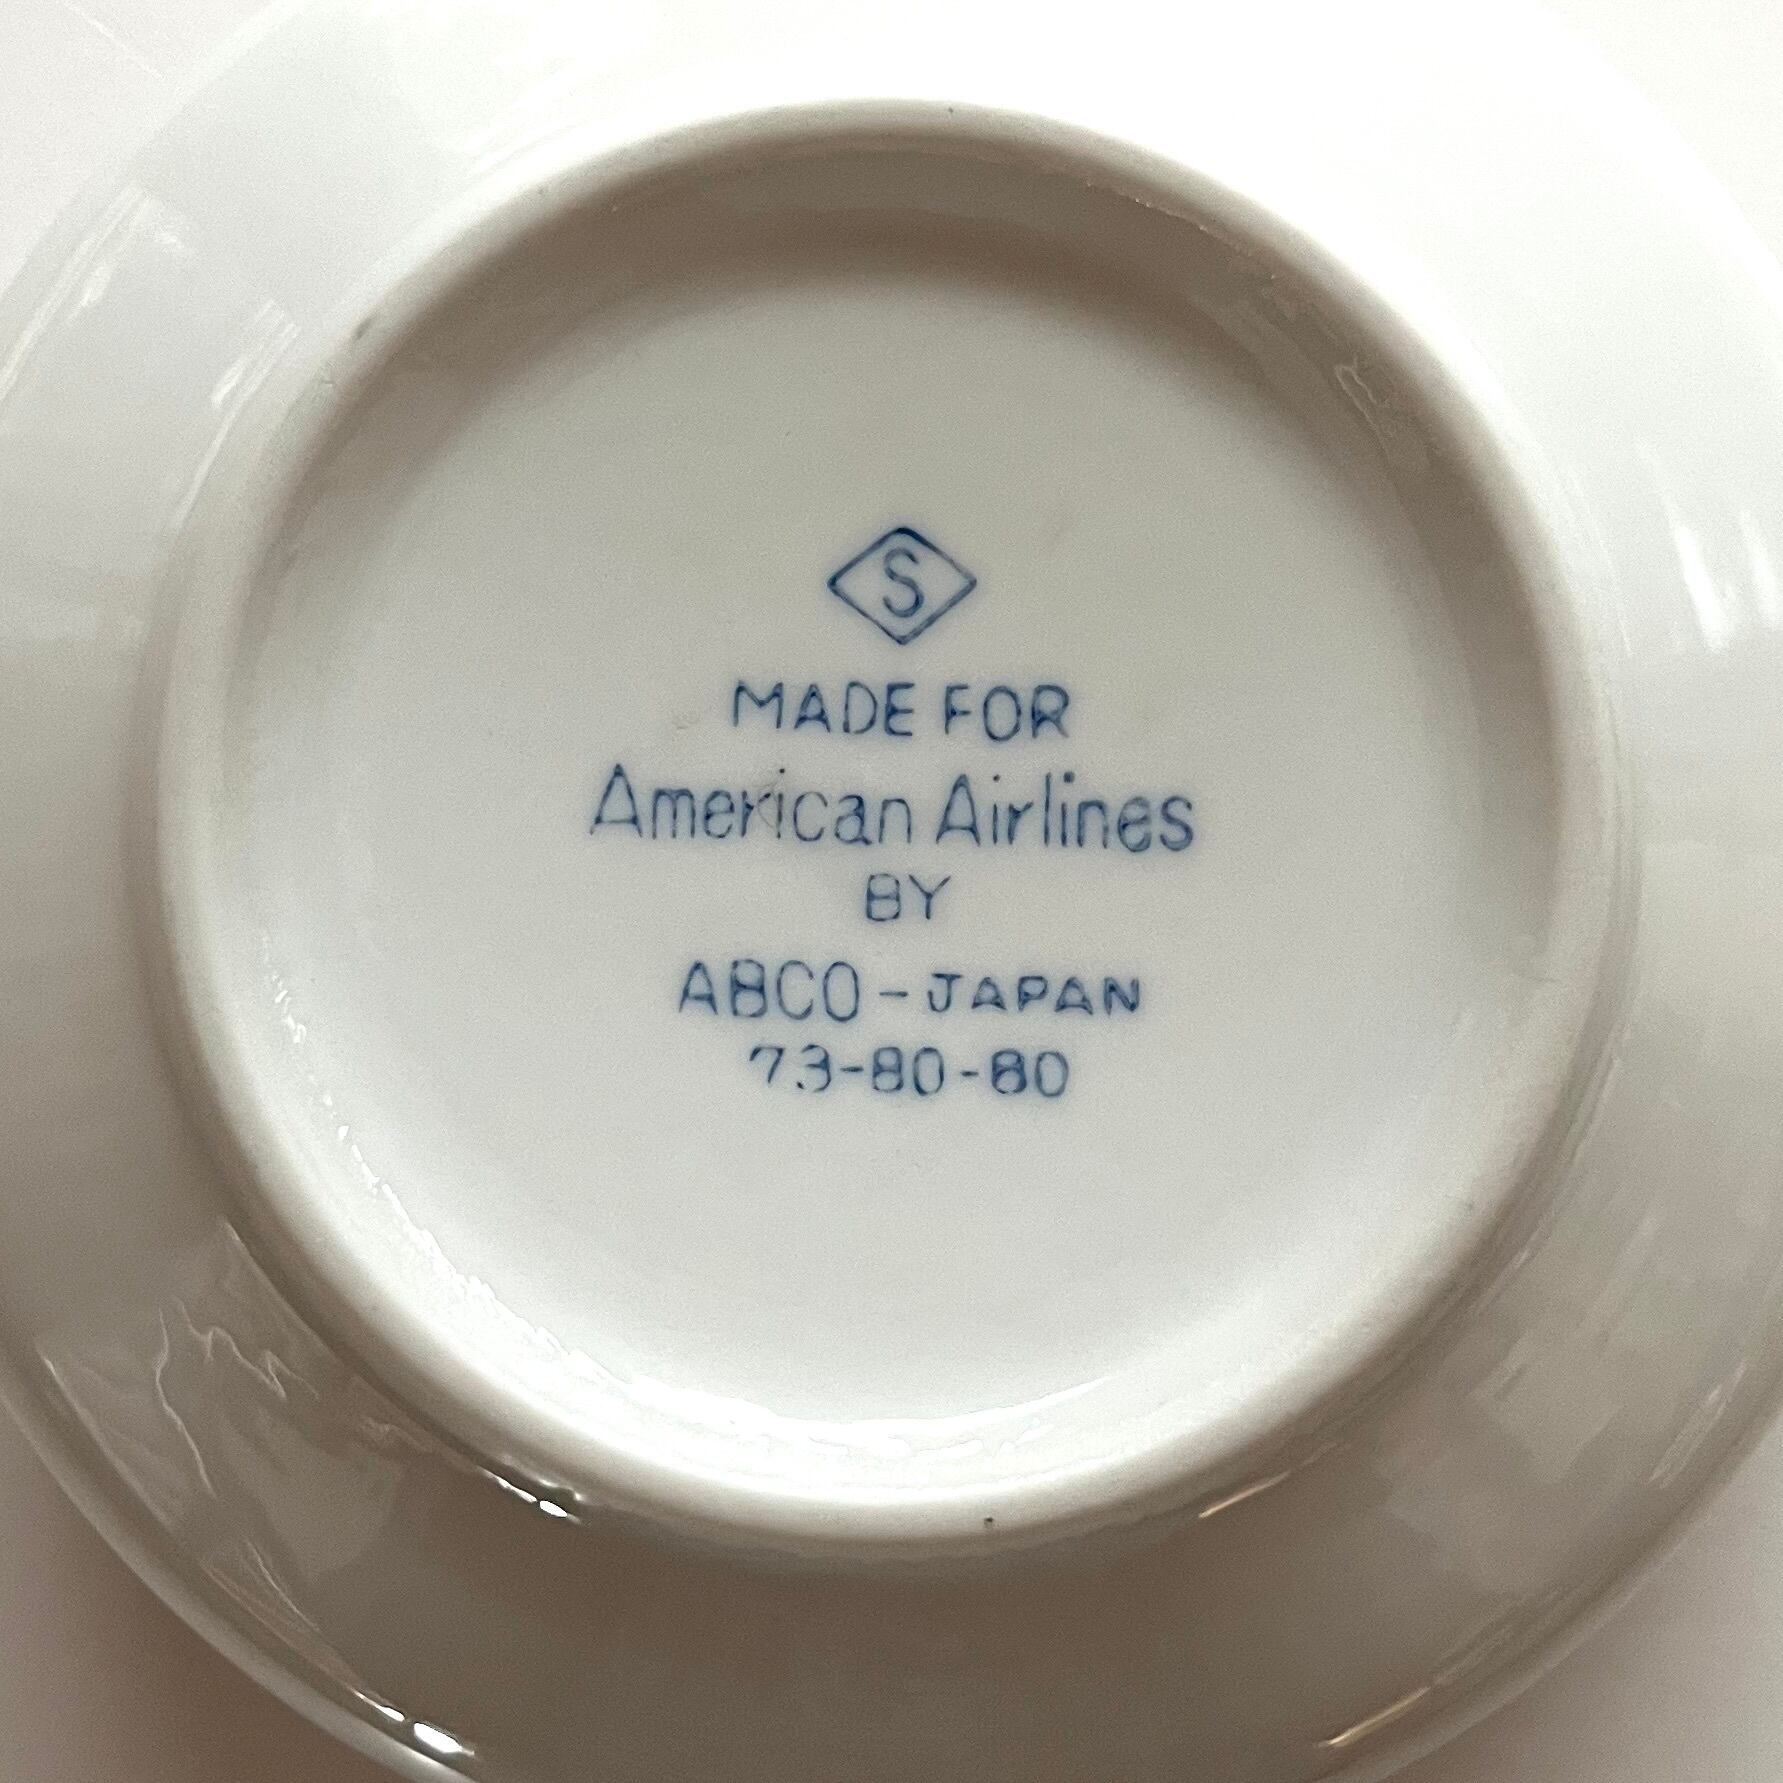 S
MADE FOR
American Airlines
BY
ABCO-JAPAN
73-80-80